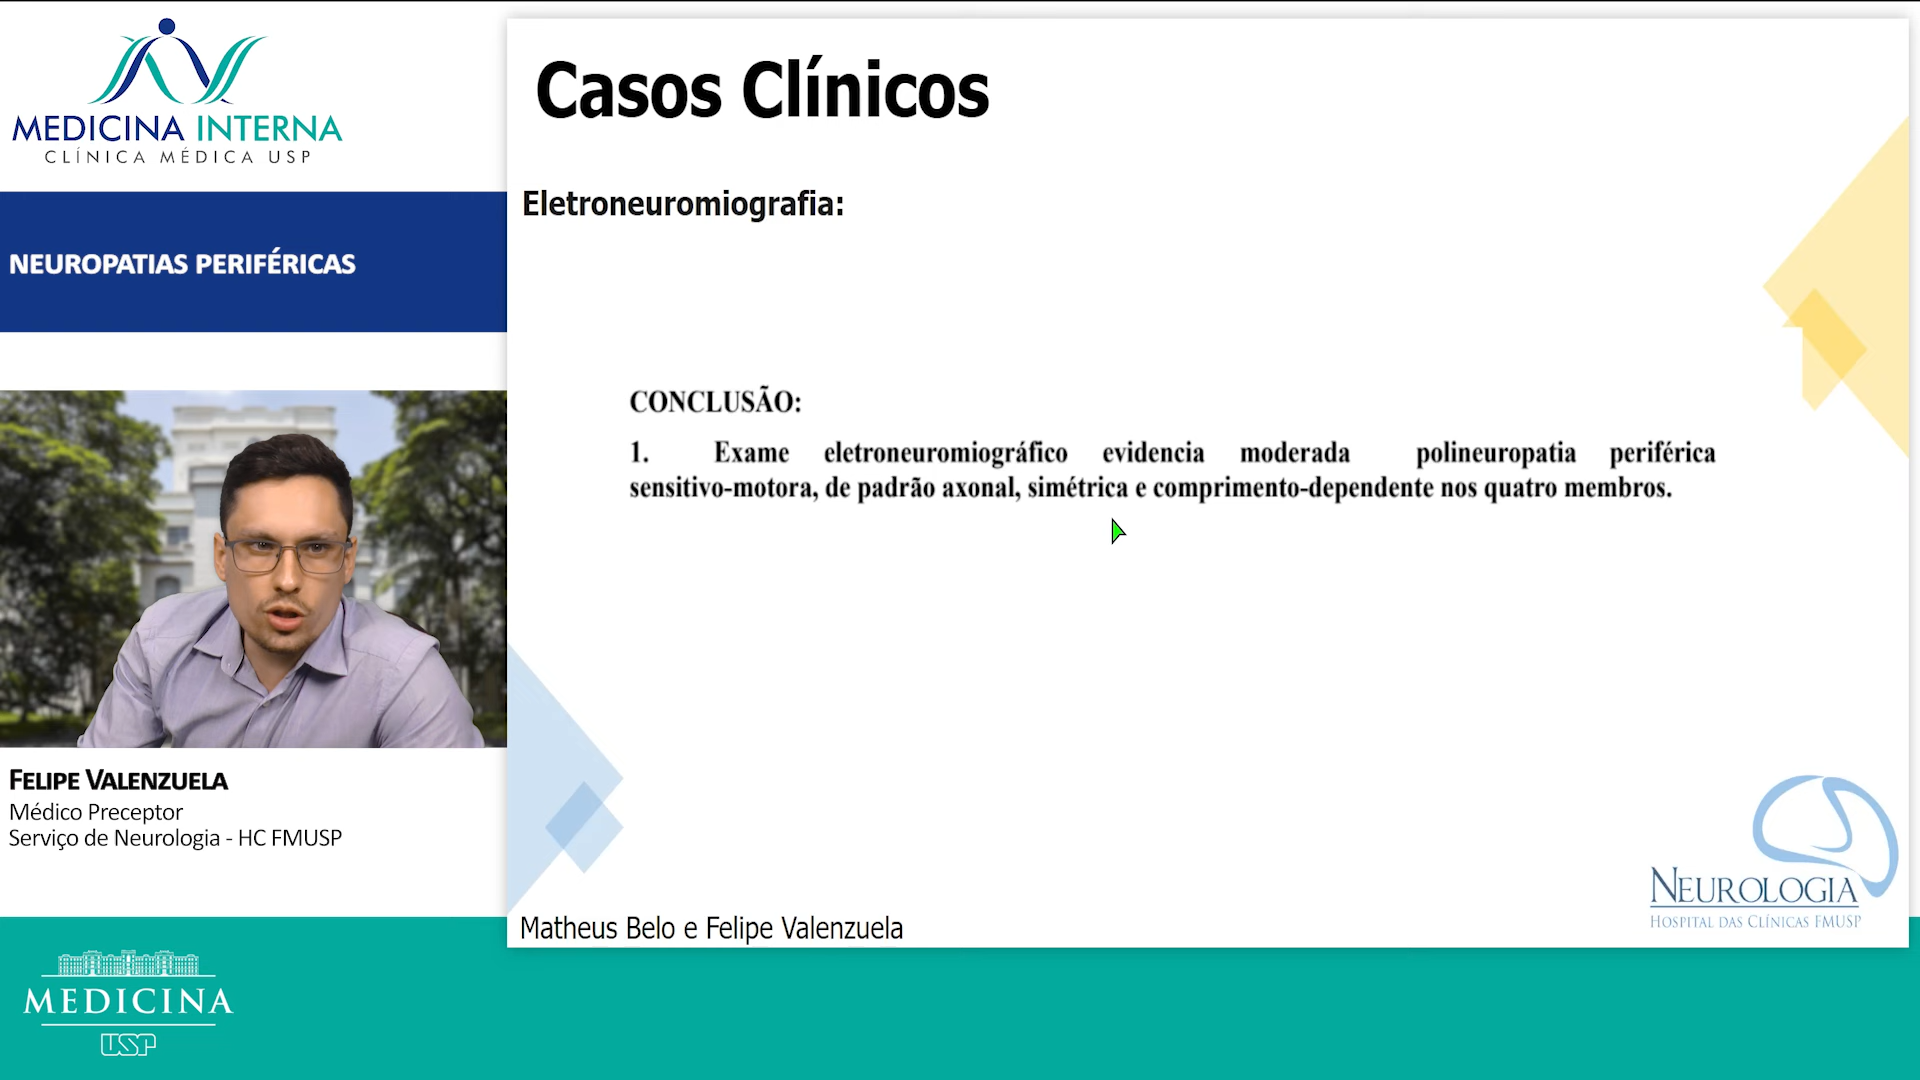 MEDICINA INTERNA
CLÍNICA MÉDICA USP
NEUROPATIAS PERIFÉRICAS
FELIPE VALENZUELA
Médico Preceptor
Serviço de Neurologia - HC FMUSP
MEDICINA
USP
Casos Clínicos
Eletroneuromiografia:
CONCLUSÃO:
1. Exame eletroneuromiográfico evidencia moderada polineuropatia periférica
sensitivo-motora, de padrão axonal, simétrica e comprimento-dependente nos quatro membros.
Matheus Belo e Felipe Valenzuela
NEUROLOGIA
HOSPITAL DAS CLÍNICAS FMUSP